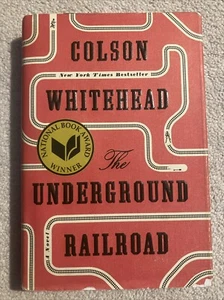 COLSON
New York Times Bestseller
WHITEHEAD
NATIONAL BOOK AWARD
WINNER
The
UNDERGROUND
RAILROAD
A Novel